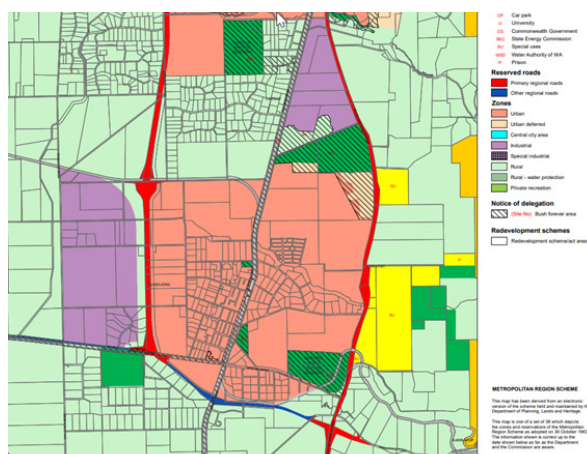 CP Car park
U University
CG Commonwealth Government
SEC State Energy Commission
SU Special uses
WSD Water Authority of WA
P Prison
Reserved roads
Primary regional roads
Other regional roads
Zones
Urban
Urban deferred
Central city area
Industrial
Special industrial
Rural
Rural - water protection
Private recreation
Notice of delegation
(Site No) Bush forever area
Redevelopment schemes
Redevelopment scheme/act area
METROPOLITAN REGION SCHEME
This map has been derived from an electronic
version of the scheme held and maintained by the
Department of Planning, Lands and Heritage.
This map is one of a set of 38 which depicts
the zones and reservations of the Metropolitan
Region Scheme as adopted on 30 October 1963
The information shown is correct up to the
date shown below as far as the Department
and the Commission are aware.